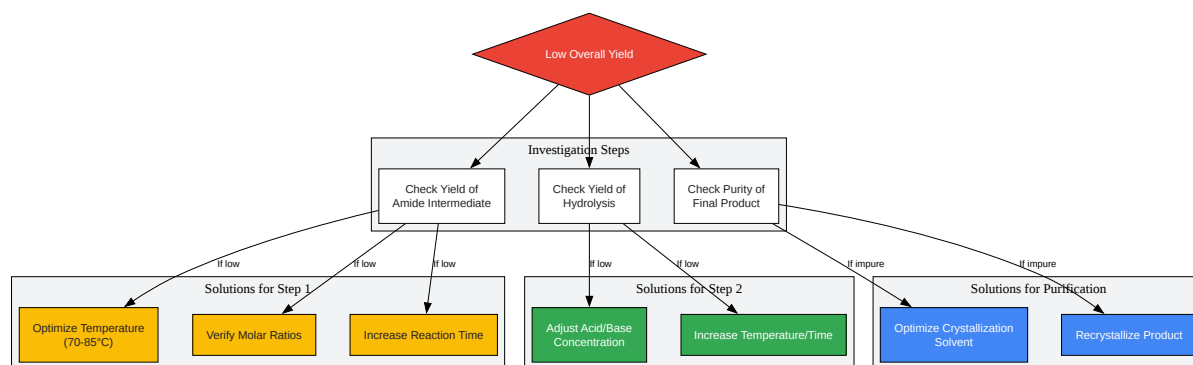 Low Overall Yield
Investigation Steps
Check Yield of
Amide Intermediate
Check Yield of
Hydrolysis
Check Purity of
Final Product
If low
If low
If low
If low
If low
If impure
If impure
Solutions for Step 1
Solutions for Step 2
Solutions for Purification
Optimize Temperature
(70-85°C)
Verify Molar Ratios
Increase Reaction Time
Adjust Acid/Base
Concentration
Increase Temperature/Time
Optimize Crystallization
Solvent
Recrystallize Product